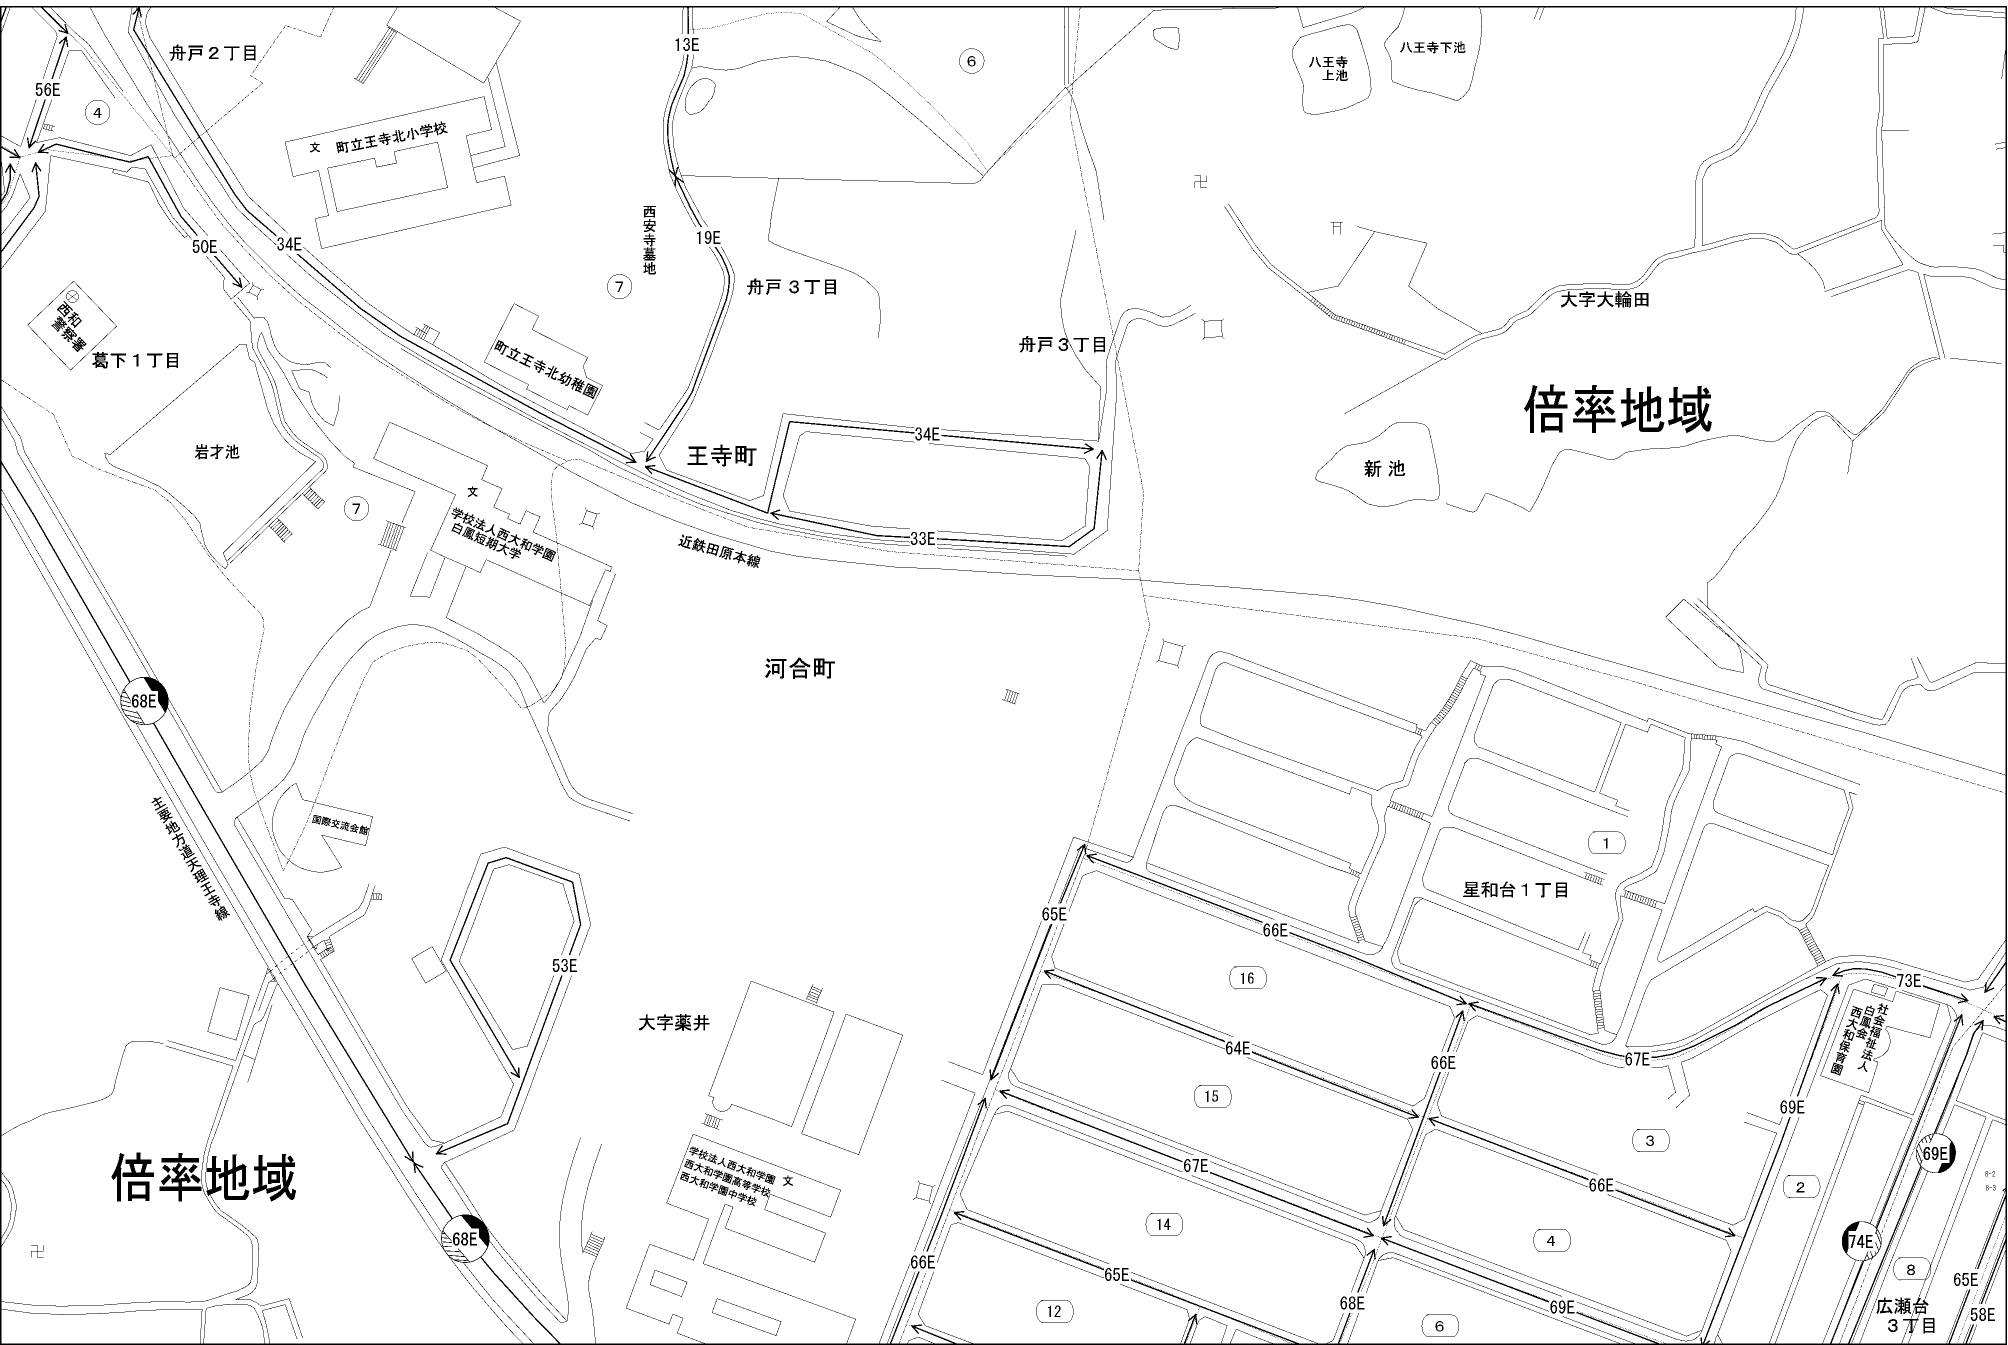 舟戸２丁目
13E
6
八王寺
上池
八王寺下池
56E
4
文 町立王寺北小学校
50E
34E
西安寺墓地
19E
7
舟戸３丁目
大字大輪田
西和
警察署
葛下１丁目
町立王寺北幼稚園
舟戸３丁目
倍率地域
岩才池
王寺町
34E
新池
文
7
学校法人西大和学園
白鳳短期大学
33E
近鉄田原本線
河合町
68E
主要地方道天理王寺線
国際交流会館
1
星和台１丁目
65E
66E
53E
16
73E
社会福祉法人
白鳳会
西大和保育園
大字薬井
64E
66E
67E
15
69E
3
69E
倍率地域
学校法人西大和学園
西大和学園高等学校
西大和学園中学校
文
67E
66E
2
8-2
8-3
14
4
74E
68E
66E
65E
8
65E
12
68E
69E
6
広瀬台
３丁目
58E